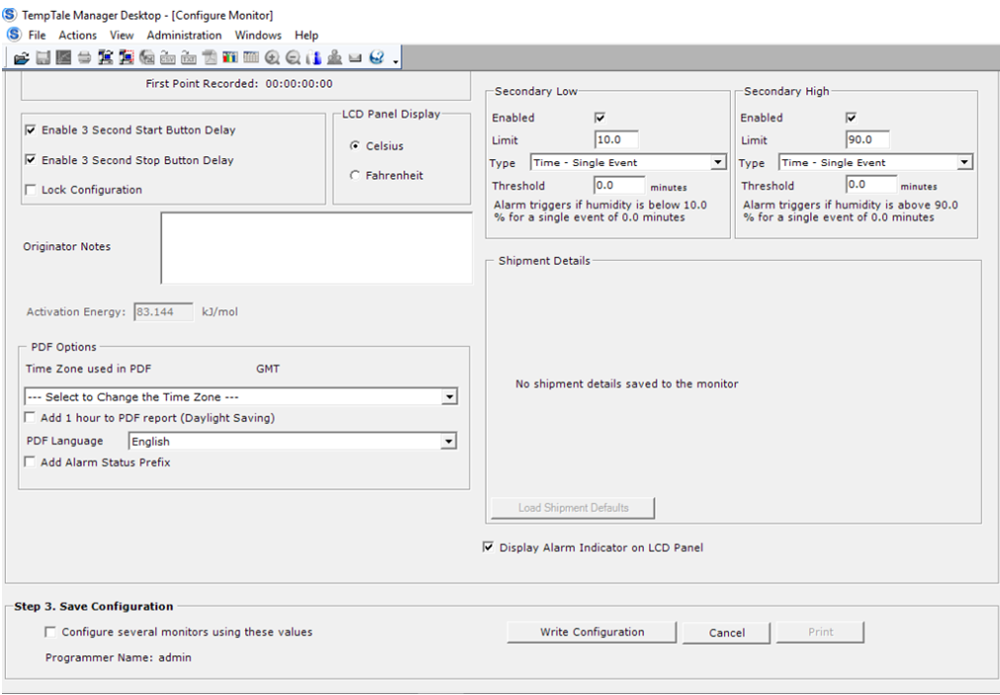 TempTale Manager Desktop - [Configure Monitor]
File Actions View Administration Windows Help
First Point Recorded: 00:00:00:00
Enable 3 Second Start Button Delay
Enable 3 Second Stop Button Delay
Lock Configuration
LCD Panel Display
Celsius
Fahrenheit
Originator Notes
Activation Energy: 83.144 kJ/mol
PDF Options
Time Zone used in PDF GMT
--- Select to Change the Time Zone ---
Add 1 hour to PDF report (Daylight Saving)
PDF Language English
Add Alarm Status Prefix
Secondary Low
Enabled
Limit 10.0
Type Time - Single Event
Threshold 0.0 minutes
Alarm triggers if humidity is below 10.0
% for a single event of 0.0 minutes
Secondary High
Enabled
Limit 90.0
Type Time - Single Event
Threshold 0.0 minutes
Alarm triggers if humidity is above 90.0
% for a single event of 0.0 minutes
Shipment Details
No shipment details saved to the monitor
Load Shipment Defaults
Display Alarm Indicator on LCD Panel
Step 3. Save Configuration
Configure several monitors using these values
Programmer Name: admin
Write Configuration
Cancel
Print